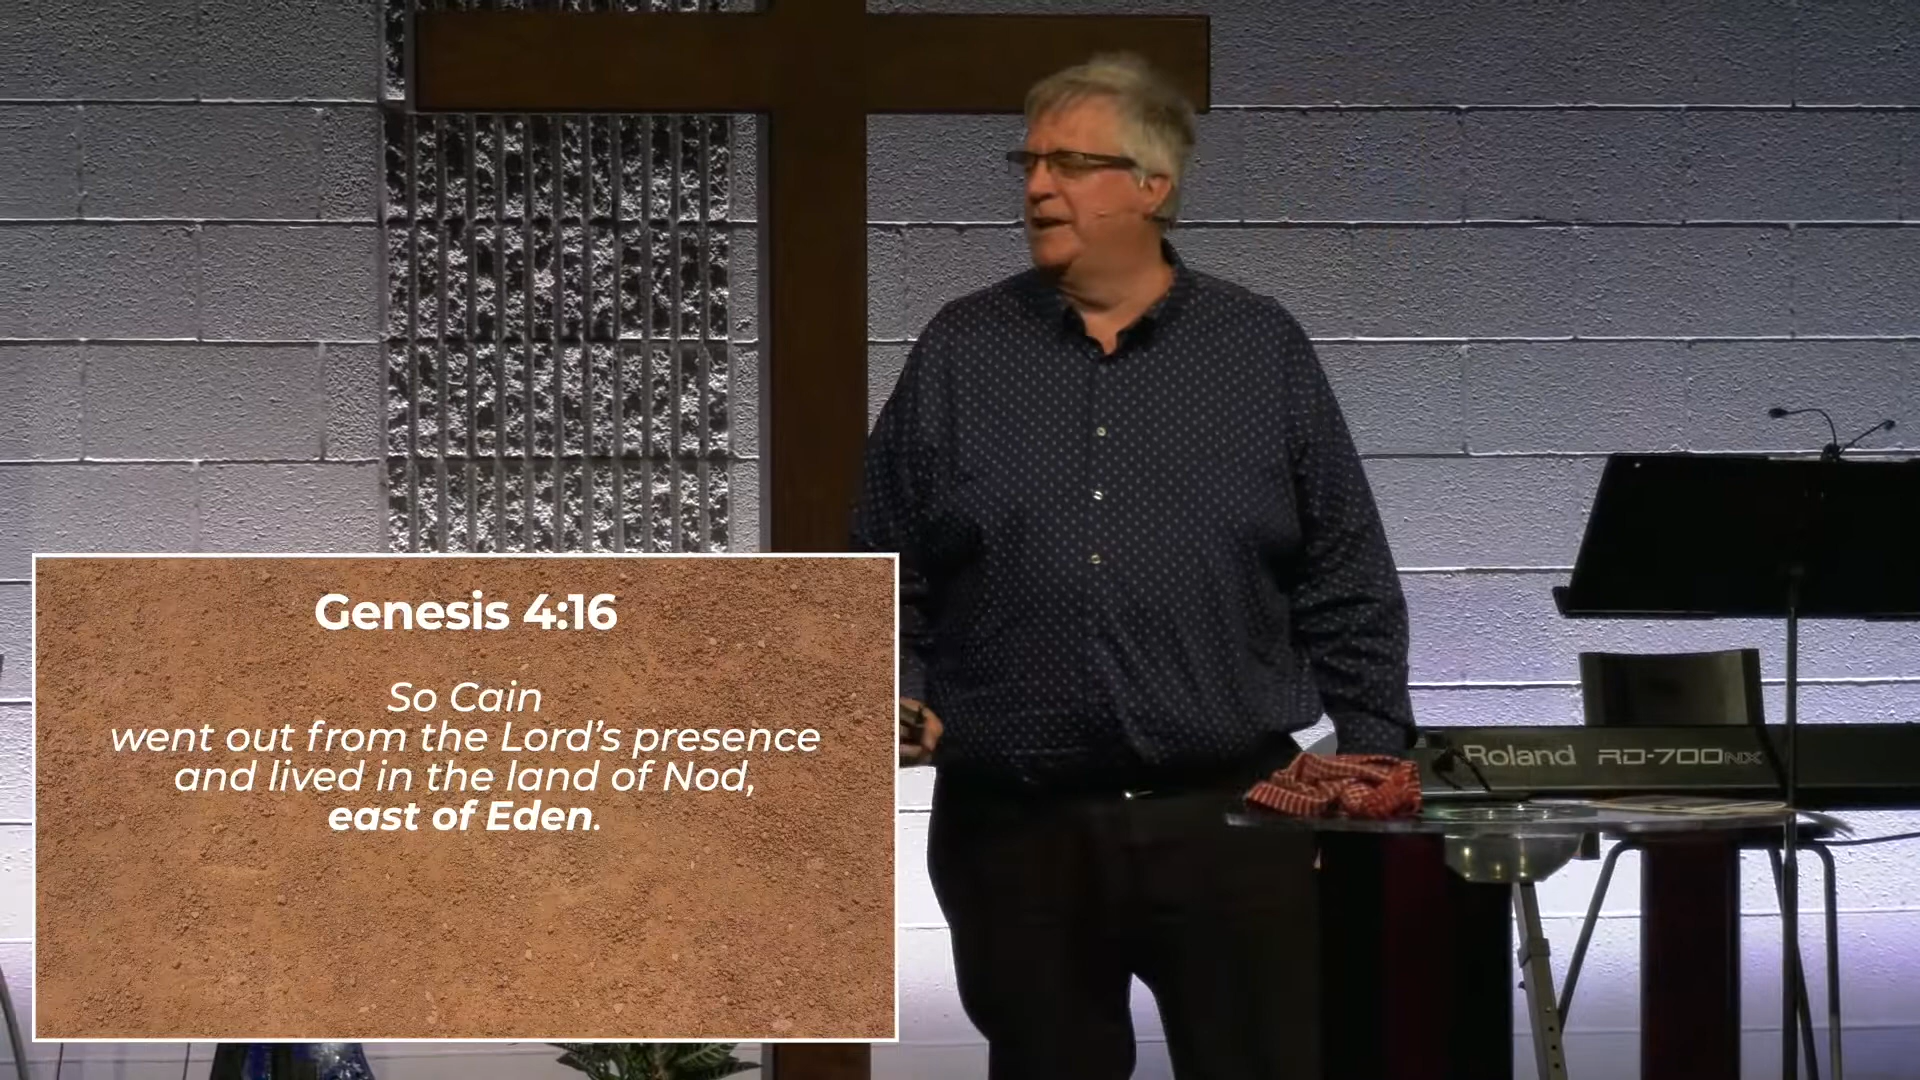 Genesis 4:16
So Cain
went out from the Lord's presence
and lived in the land of Nod,
east of Eden.
Roland RD-700NX